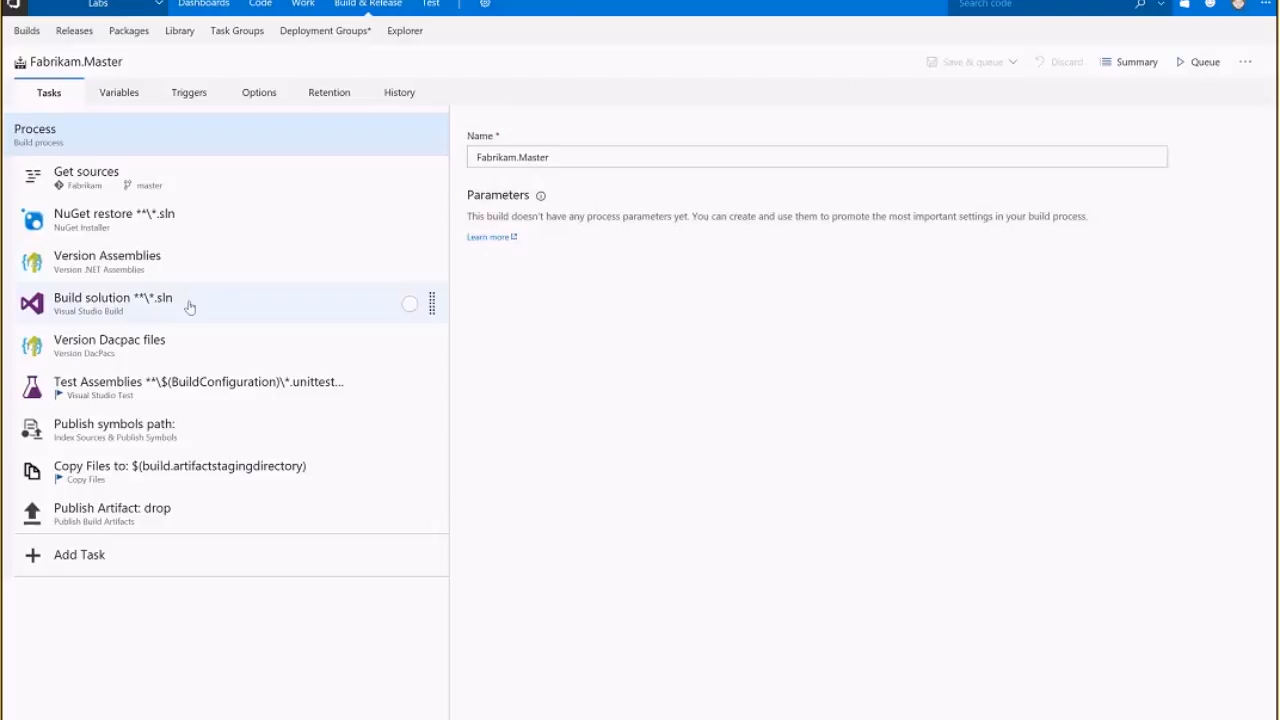 Labs
Dashboards Code Work Build & Release Test Search code
Builds Releases Packages Library Task Groups Deployment Groups* Explorer
Fabrikam.Master
Save & queue Discard Summary Queue ...
Tasks Variables Triggers Options Retention History
Process
Build process
Get sources
Fabrikam master
NuGet restore **\*.sln
NuGet Installer
Version Assemblies
Version .NET Assemblies
Build solution **\*.sln
Visual Studio Build
Version Dacpac files
Version DacPacs
Test Assemblies **\$(BuildConfiguration)\*.unittest...
Visual Studio Test
Publish symbols path:
Index Sources & Publish Symbols
Copy Files to: $(build.artifactstagingdirectory)
Copy Files
Publish Artifact: drop
Publish Build Artifacts
Add Task
Name *
Fabrikam.Master
Parameters
This build doesn't have any process parameters yet. You can create and use them to promote the most important settings in your build process.
Learn more